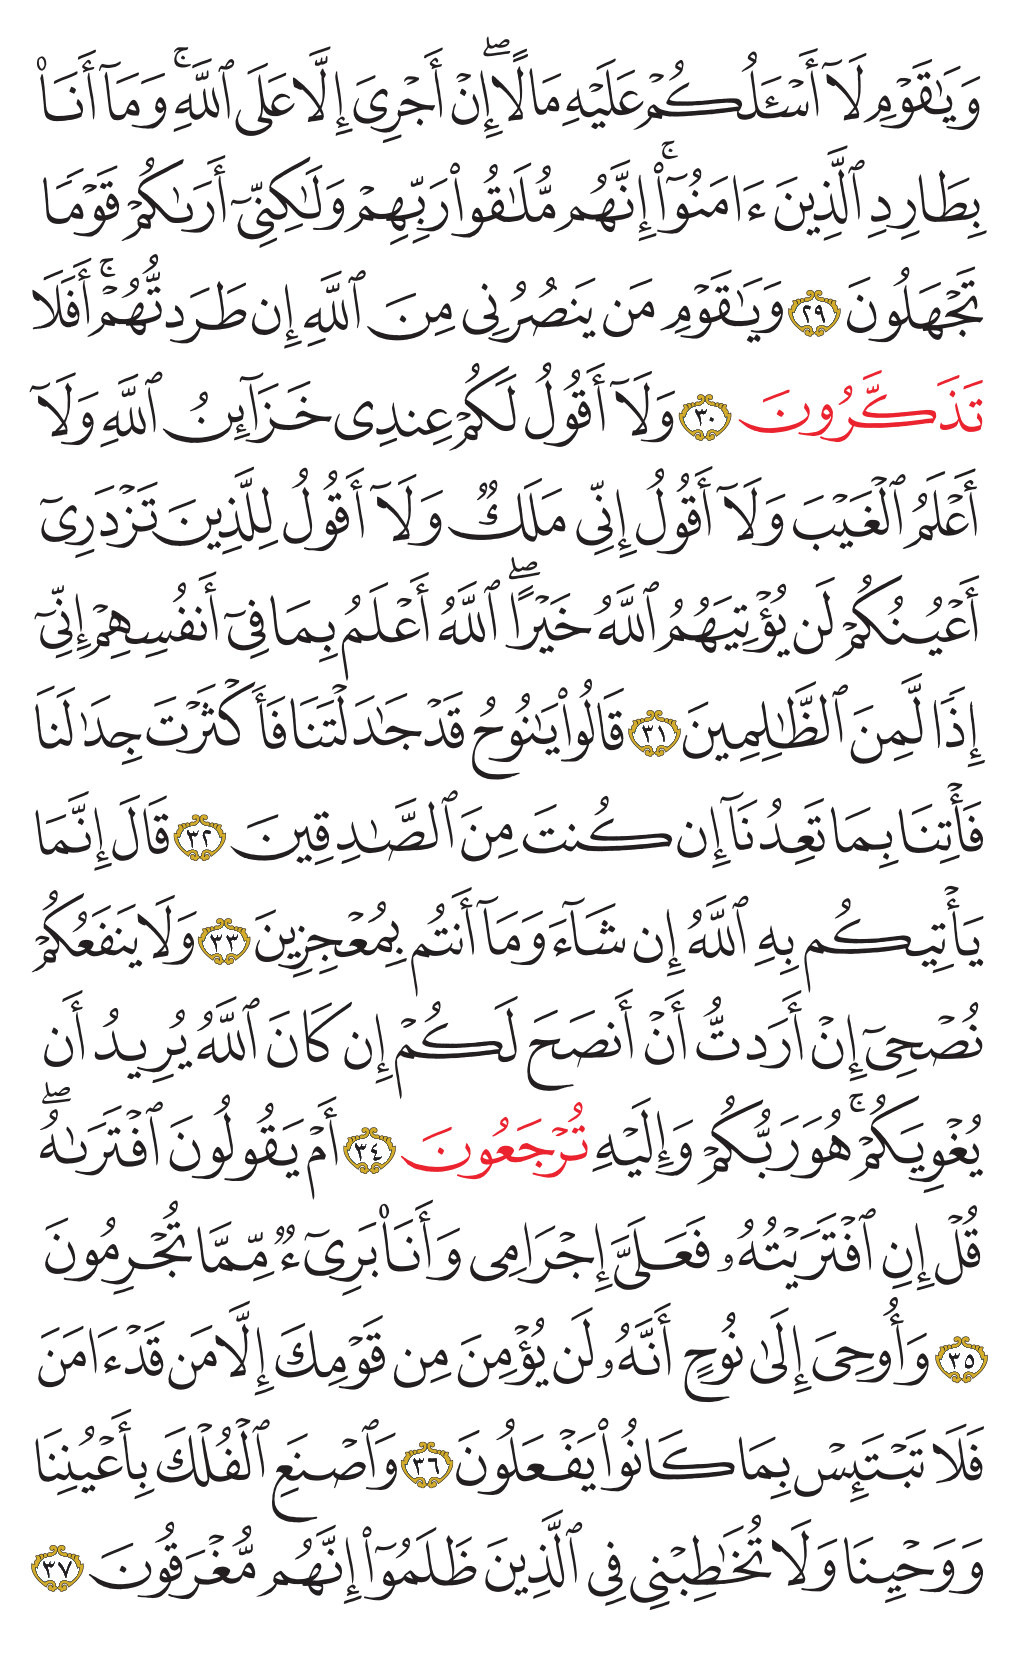 وَيَٰقَوْمِ لَآ أَسْـَٔلُكُمْ عَلَيْهِ مَالًاۖ إِنْ أَجْرِىَ إِلَّا عَلَى ٱللَّهِۚ وَمَآ أَنَا۠
بِطَارِدِ ٱلَّذِينَ ءَامَنُوٓا۟ۚ إِنَّهُم مُّلَٰقُوا۟ رَبِّهِمْ وَلَٰكِنِّىٓ أَرَىٰكُمْ قَوْمًا
تَجْهَلُونَ ٢٩ وَيَٰقَوْمِ مَن يَنصُرُنِى مِنَ ٱللَّهِ إِن طَرَدتُّهُمْۚ أَفَلَا
تَذَكَّرُونَ ٣٠ وَلَآ أَقُولُ لَكُمْ عِندِى خَزَآئِنُ ٱللَّهِ وَلَآ
أَعْلَمُ ٱلْغَيْبَ وَلَآ أَقُولُ إِنِّى مَلَكٌ وَلَآ أَقُولُ لِلَّذِينَ تَزْدَرِىٓ
أَعْيُنُكُمْ لَن يُؤْتِيَهُمُ ٱللَّهُ خَيْرًاۖ ٱللَّهُ أَعْلَمُ بِمَا فِىٓ أَنفُسِهِمْ إِنِّىٓ
إِذًا لَّمِنَ ٱلظَّٰلِمِينَ ٣١ قَالُوا۟ يَٰنُوحُ قَدْ جَٰدَلْتَنَا فَأَكْثَرْتَ جِدَٰلَنَا
فَأْتِنَا بِمَا تَعِدُنَآ إِن كُنتَ مِنَ ٱلصَّٰدِقِينَ ٣٢ قَالَ إِنَّمَا
يَأْتِيكُم بِهِ ٱللَّهُ إِن شَآءَ وَمَآ أَنتُم بِمُعْجِزِينَ ٣٣ وَلَا يَنفَعُكُمْ
نُصْحِىٓ إِنْ أَرَدتُّ أَنْ أَنصَحَ لَكُمْ إِن كَانَ ٱللَّهُ يُرِيدُ أَن
يُغْوِيَكُمْۚ هُوَ رَبُّكُمْ وَإِلَيْهِ تُرْجَعُونَ ٣٤ أَمْ يَقُولُونَ ٱفْتَرَىٰهُۖ
قُلْ إِنِ ٱفْتَرَيْتُهُۥ فَعَلَىَّ إِجْرَامِى وَأَنَا۠ بَرِىٓءٌ مِّمَّا تُجْرِمُونَ
٣٥ وَأُوحِىَ إِلَىٰ نُوحٍ أَنَّهُۥ لَن يُؤْمِنَ مِن قَوْمِكَ إِلَّا مَن قَدْ ءَامَنَ
فَلَا تَبْتَئِسْ بِمَا كَانُوا۟ يَفْعَلُونَ ٣٦ وَٱصْنَعِ ٱلْفُلْكَ بِأَعْيُنِنَا
وَوَحْيِنَا وَلَا تُخَٰطِبْنِى فِى ٱلَّذِينَ ظَلَمُوٓا۟ إِنَّهُم مُّغْرَقُونَ ٣٧